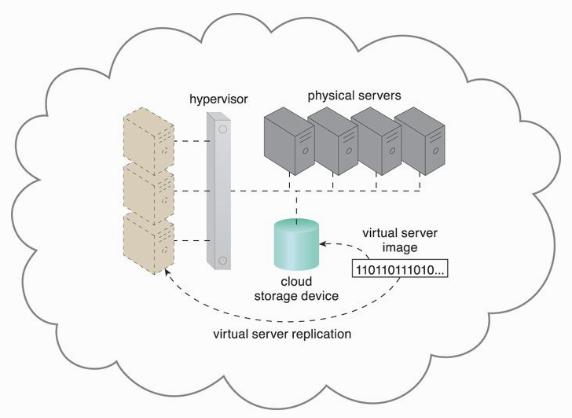 hypervisor
physical servers
virtual server
image
110110111010...
cloud
storage device
virtual server replication